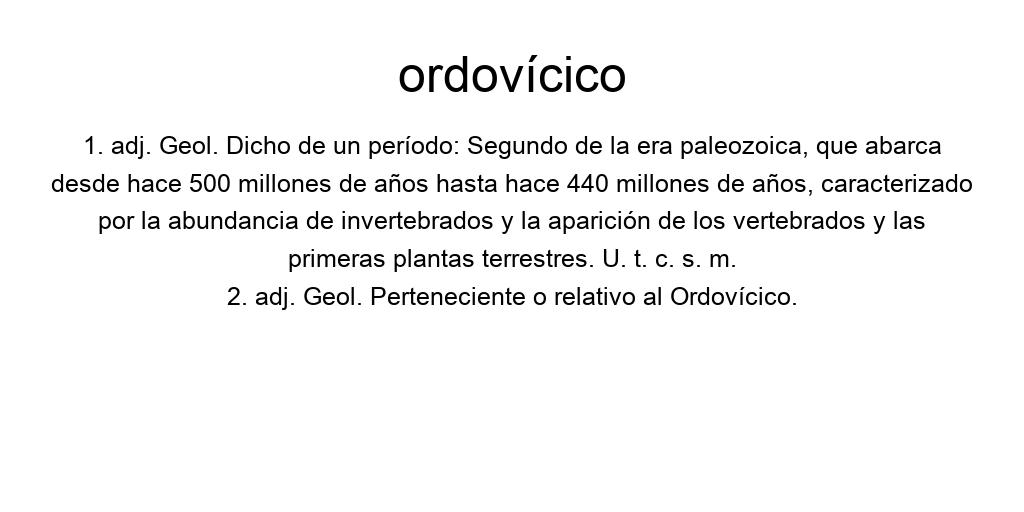 ordovícico
1. adj. Geol. Dicho de un período: Segundo de la era paleozoica, que abarca
desde hace 500 millones de años hasta hace 440 millones de años, caracterizado
por la abundancia de invertebrados y la aparición de los vertebrados y las
primeras plantas terrestres. U. t. c. s. m.
2. adj. Geol. Perteneciente o relativo al Ordovícico.